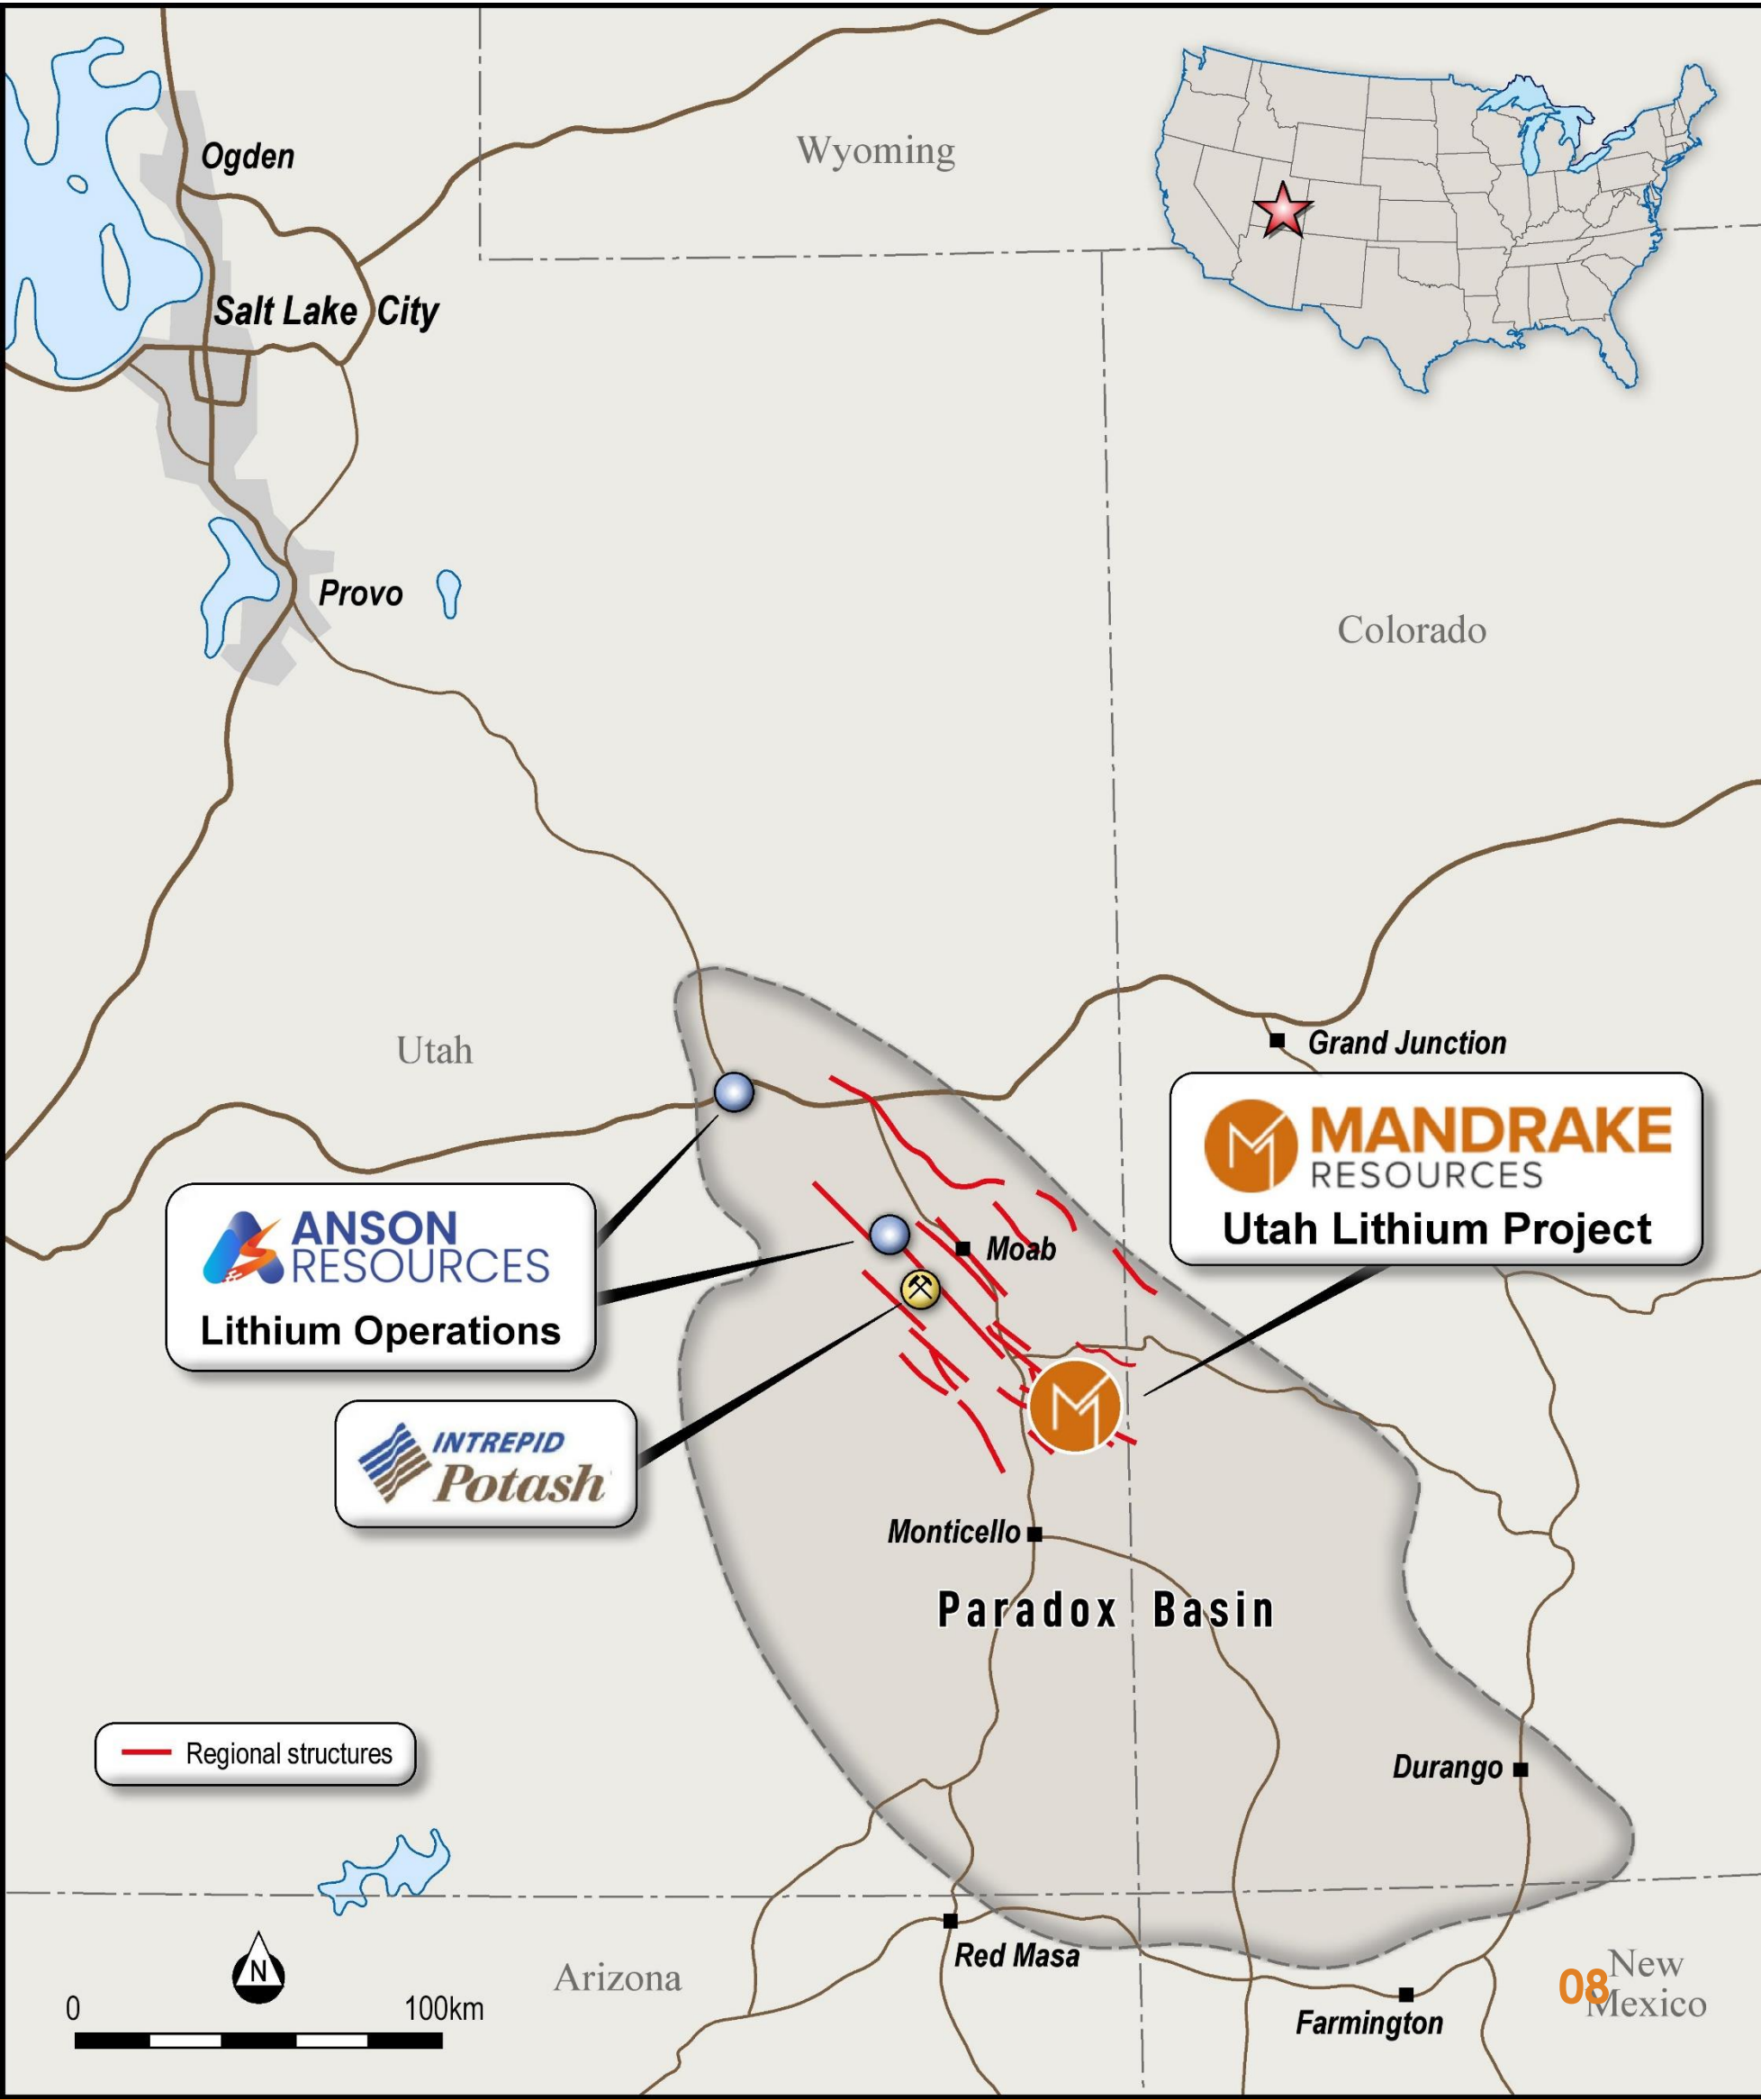 Ogden
Wyoming
Salt Lake City
Provo
Colorado
Utah
Grand Junction
MANDRAKE
RESOURCES
Utah Lithium Project
ANSON
RESOURCES
Lithium Operations
Moab
INTREPID
Potash
Monticello
Paradox Basin
Regional structures
Durango
Red Masa
Arizona
New
Mexico
08
Farmington
N
0 100km